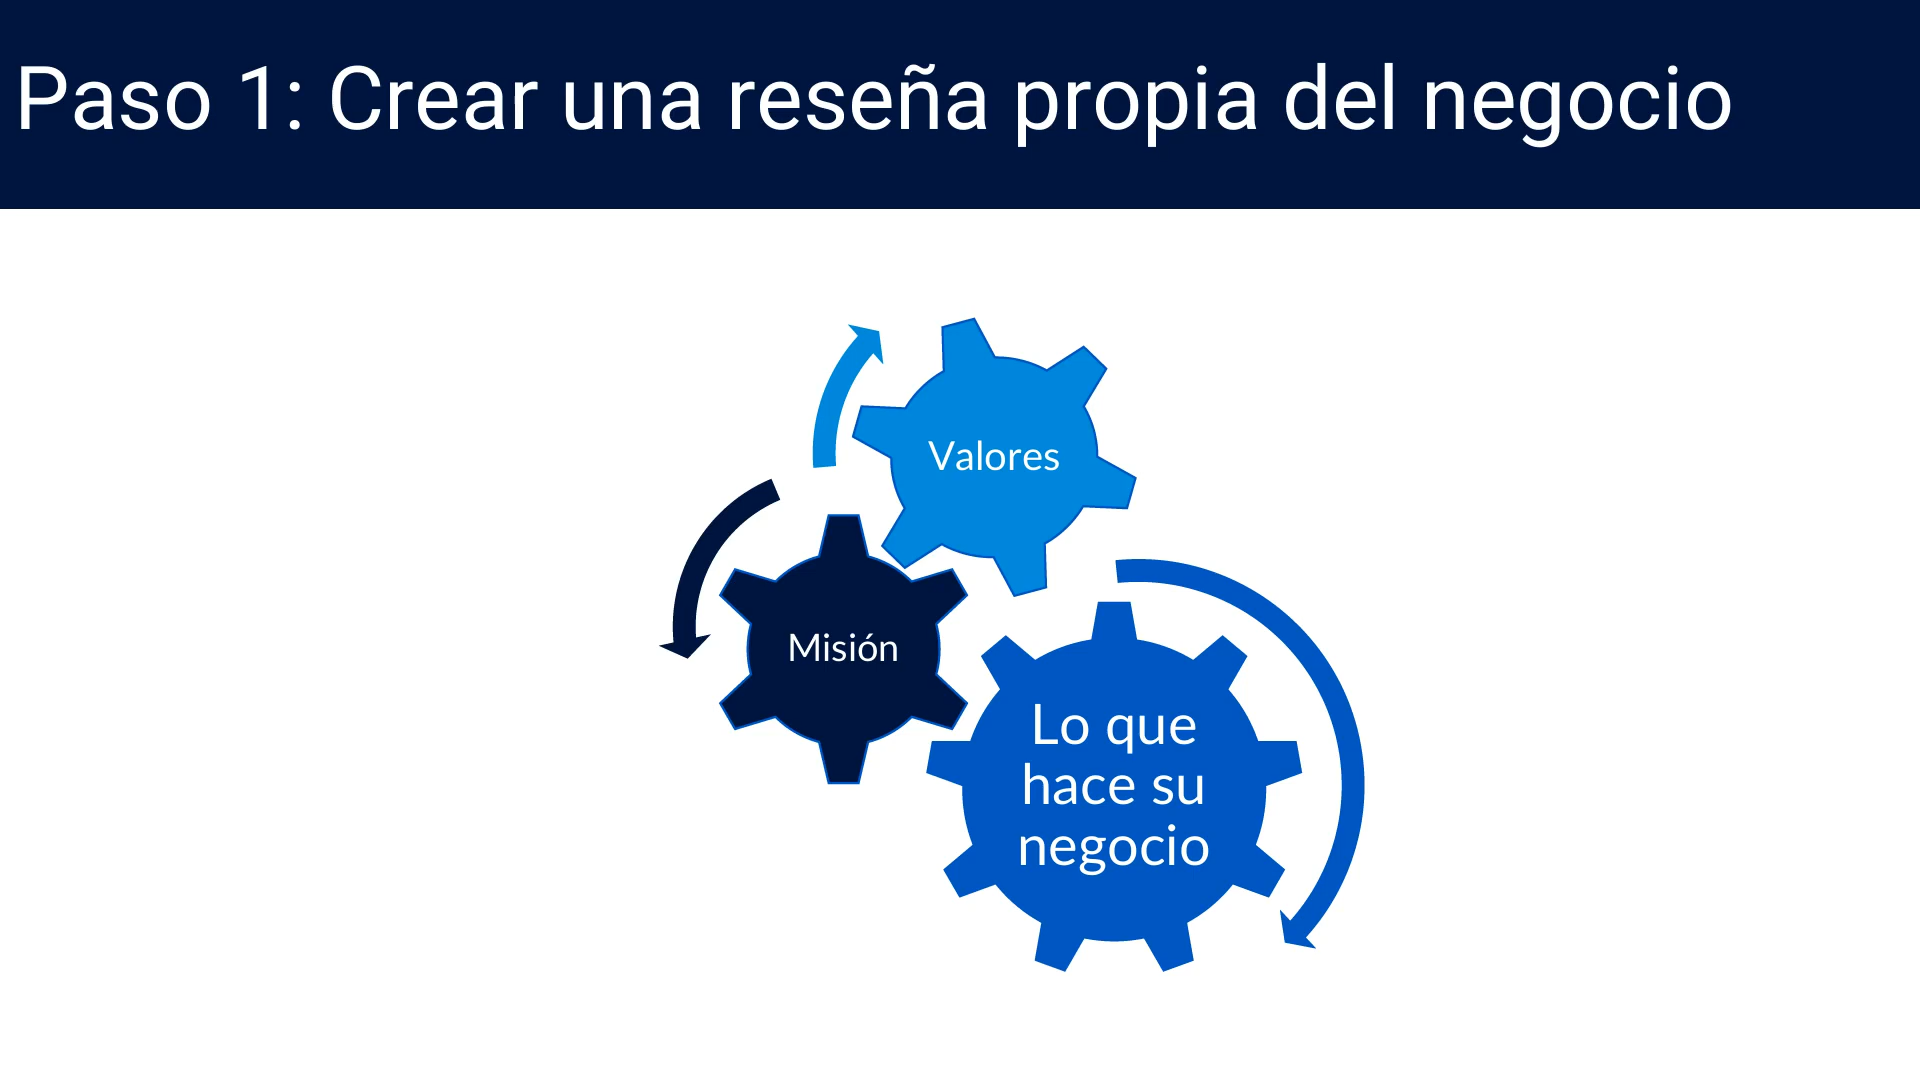 Paso 1: Crear una reseña propia del negocio
Valores
Misión
Lo que
hace su
negocio